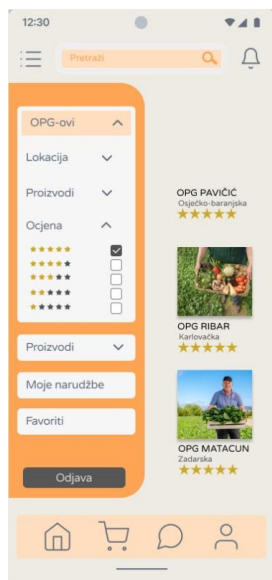 12:30
Pretraži
OPG-ovi
Lokacija
Proizvodi
Ocjena
Proizvodi
Moje narudžbe
Favoriti
Odjava
OPG PAVIČIĆ
Osječko-baranjska
OPG RIBAR
Karlovačka
OPG MATACUN
Zadarska